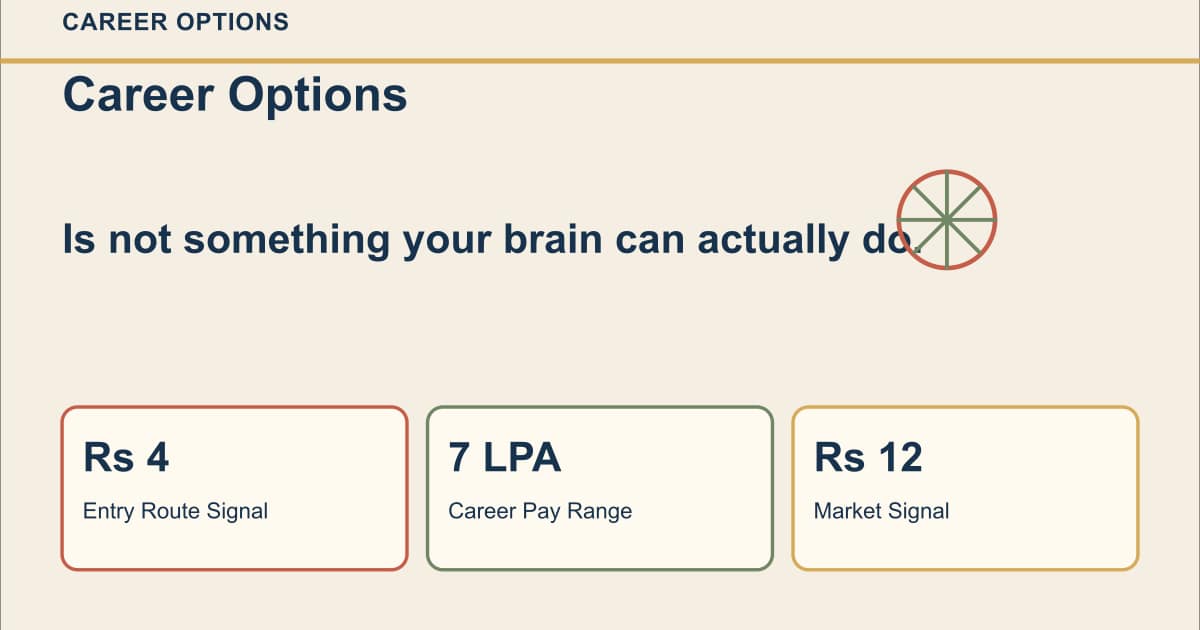 CAREER OPTIONS
Career Options
Is not something your brain can actually do.
Rs 4
Entry Route Signal
7 LPA
Career Pay Range
Rs 12
Market Signal